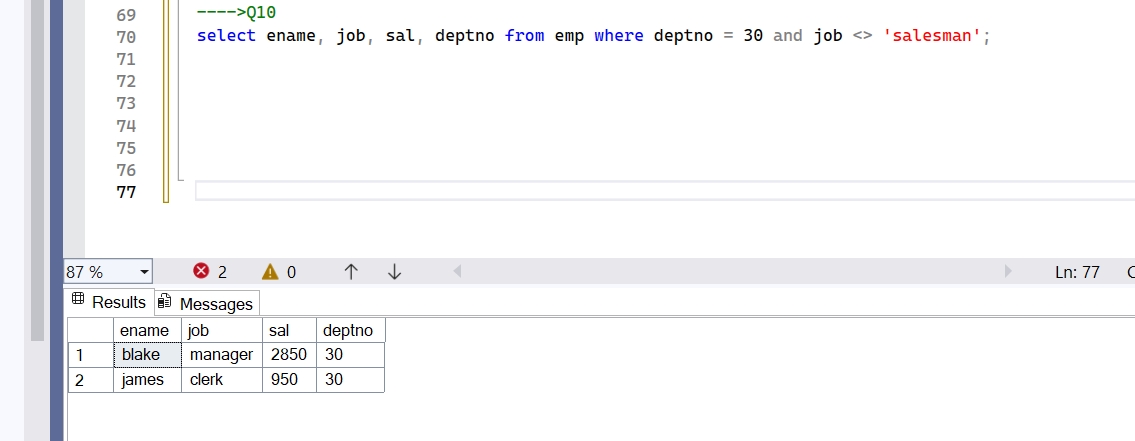 69 ---->Q10
70 select ename, job, sal, deptno from emp where deptno = 30 and job <> 'salesman';
71
72
73
74
75
76
77
87 % 2 0 Ln: 77
Results Messages
ename job sal deptno
1 blake manager 2850 30
2 james clerk 950 30